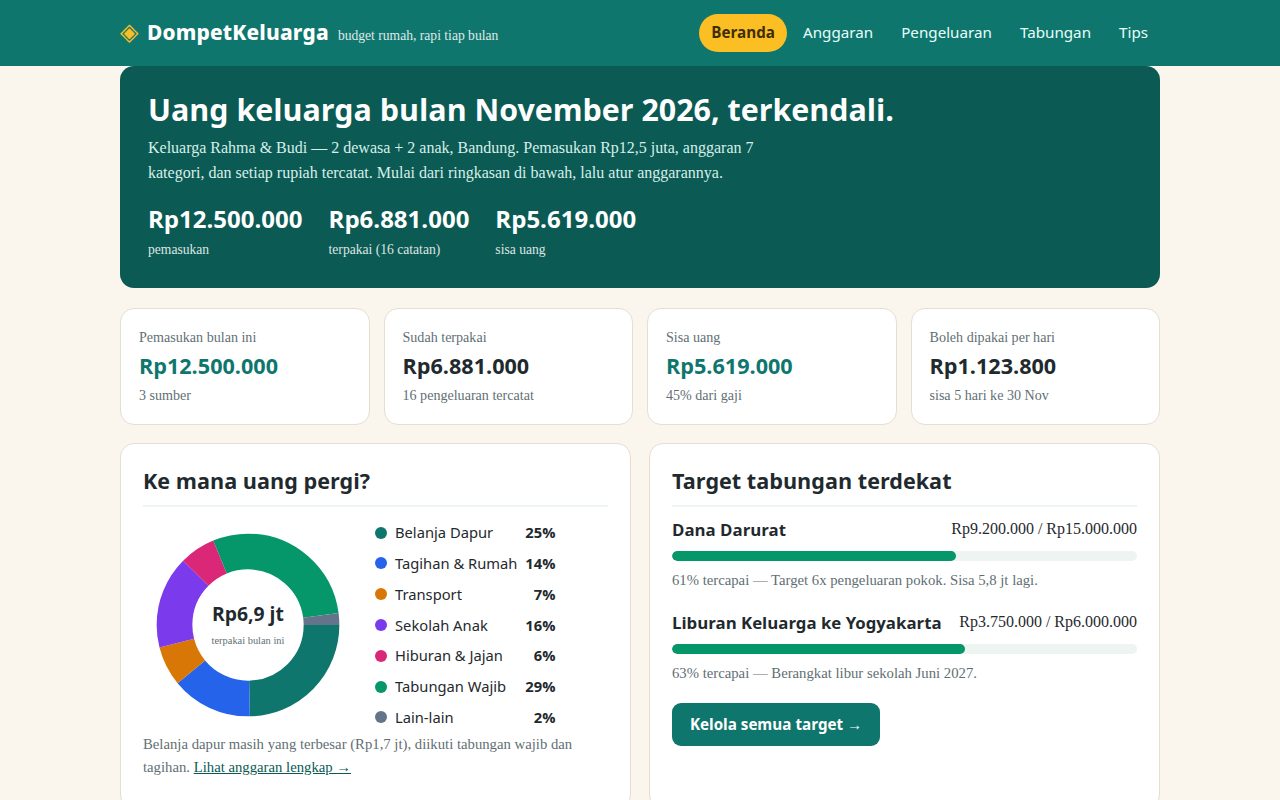 ◈ DompetKeluarga budget rumah, rapi tiap bulan
Beranda Anggaran Pengeluaran Tabungan Tips
Uang keluarga bulan November 2026, terkendali.
Keluarga Rahma & Budi — 2 dewasa + 2 anak, Bandung. Pemasukan Rp12,5 juta, anggaran 7
kategori, dan setiap rupiah tercatat. Mulai dari ringkasan di bawah, lalu atur anggarannya.
Rp12.500.000 Rp6.881.000 Rp5.619.000
pemasukan terpakai (16 catatan) sisa uang
Pemasukan bulan ini
Rp12.500.000
3 sumber
Sudah terpakai
Rp6.881.000
16 pengeluaran tercatat
Sisa uang
Rp5.619.000
45% dari gaji
Boleh dipakai per hari
Rp1.123.800
sisa 5 hari ke 30 Nov
Ke mana uang pergi?
Rp6,9 jt
terpakai bulan ini
Belanja Dapur 25%
Tagihan & Rumah 14%
Transport 7%
Sekolah Anak 16%
Hiburan & Jajan 6%
Tabungan Wajib 29%
Lain-lain 2%
Belanja dapur masih yang terbesar (Rp1,7 jt), diikuti tabungan wajib dan
tagihan. Lihat anggaran lengkap →
Target tabungan terdekat
Dana Darurat Rp9.200.000 / Rp15.000.000
61% tercapai — Target 6x pengeluaran pokok. Sisa 5,8 jt lagi.
Liburan Keluarga ke Yogyakarta Rp3.750.000 / Rp6.000.000
63% tercapai — Berangkat libur sekolah Juni 2027.
Kelola semua target →